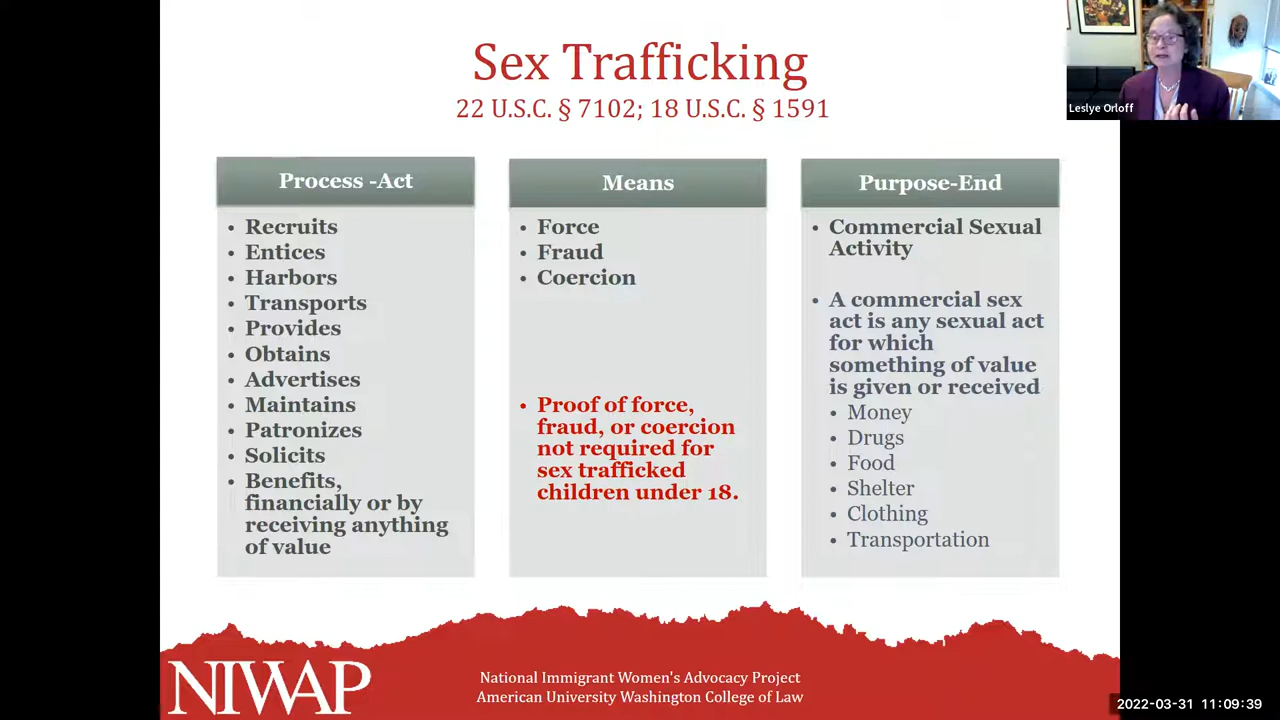 Sex Trafficking
22 U.S.C. § 7102; 18 U.S.C. § 1591
Leslye Orloff
Process -Act
• Recruits
• Entices
• Harbors
• Transports
• Provides
• Obtains
• Advertises
• Maintains
• Patronizes
• Solicits
• Benefits,
financially or by
receiving anything
of value
Means
• Force
• Fraud
• Coercion
• Proof of force,
fraud, or coercion
not required for
sex trafficked
children under 18.
Purpose-End
• Commercial Sexual
Activity
• A commercial sex
act is any sexual act
for which
something of value
is given or received
• Money
• Drugs
• Food
• Shelter
• Clothing
• Transportation
NIWAP
National Immigrant Women's Advocacy Project
American University Washington College of Law
2022-03-31 11:09:39